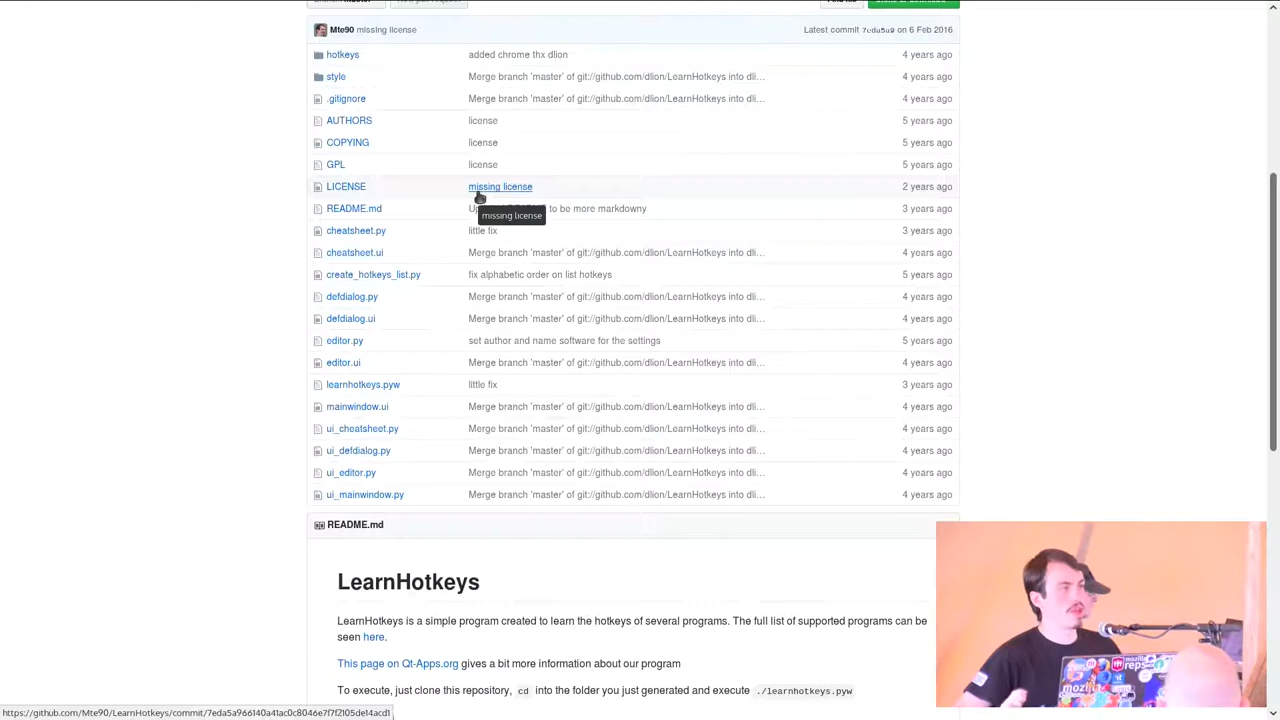 Mte90 missing license Latest commit 7eda5a9 on 6 Feb 2016
hotkeys added chrome thx dlion 4 years ago
style Merge branch 'master' of git://github.com/dlion/LearnHotkeys into dli… 4 years ago
.gitignore Merge branch 'master' of git://github.com/dlion/LearnHotkeys into dli… 4 years ago
AUTHORS license 5 years ago
COPYING license 5 years ago
GPL license 5 years ago
LICENSE missing license 2 years ago
README.md to be more markdowny 3 years ago
missing license
cheatsheet.py little fix 3 years ago
cheatsheet.ui Merge branch 'master' of git://github.com/dlion/LearnHotkeys into dli… 4 years ago
create_hotkeys_list.py fix alphabetic order on list hotkeys 5 years ago
defdialog.py Merge branch 'master' of git://github.com/dlion/LearnHotkeys into dli… 4 years ago
defdialog.ui Merge branch 'master' of git://github.com/dlion/LearnHotkeys into dli… 4 years ago
editor.py set author and name software for the settings 5 years ago
editor.ui Merge branch 'master' of git://github.com/dlion/LearnHotkeys into dli… 4 years ago
learnhotkeys.pyw little fix 3 years ago
mainwindow.ui Merge branch 'master' of git://github.com/dlion/LearnHotkeys into dli… 4 years ago
ui_cheatsheet.py Merge branch 'master' of git://github.com/dlion/LearnHotkeys into dli… 4 years ago
ui_defdialog.py Merge branch 'master' of git://github.com/dlion/LearnHotkeys into dli… 4 years ago
ui_editor.py Merge branch 'master' of git://github.com/dlion/LearnHotkeys into dli… 4 years ago
ui_mainwindow.py Merge branch 'master' of git://github.com/dlion/LearnHotkeys into dli… 4 years ago
README.md
LearnHotkeys
LearnHotkeys is a simple program created to learn the hotkeys of several programs. The full list of supported programs can be
seen here.
This page on Qt-Apps.org gives a bit more information about our program
To execute, just clone this repository, cd into the folder you just generated and execute ./learnhotkeys.pyw
mozilla
reps
mozilla
https://github.com/Mte90/LearnHotkeys/commit/7eda5a966140a41ac0c8046e7f7f2105de14acd1